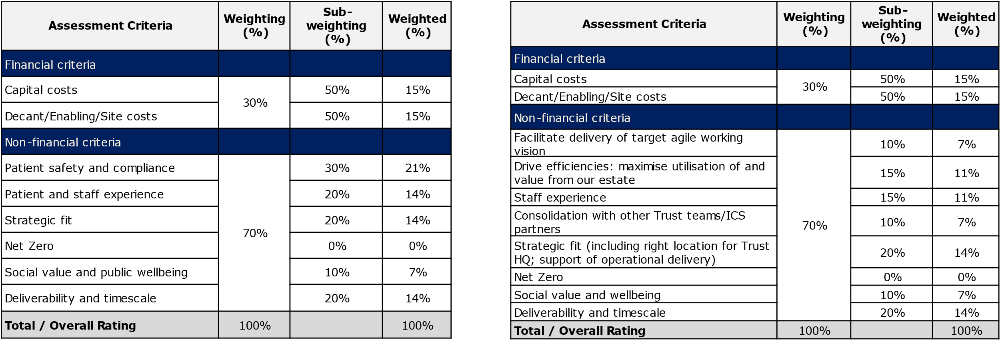 Assessment Criteria Weighting (%) Sub-weighting (%) Weighted (%)
Financial criteria
Capital costs 30% 50% 15%
Decant/Enabling/Site costs 50% 15%
Non-financial criteria
Patient safety and compliance 70% 30% 21%
Patient and staff experience 20% 14%
Strategic fit 20% 14%
Net Zero 0% 0%
Social value and public wellbeing 10% 7%
Deliverability and timescale 20% 14%
Total / Overall Rating 100% 100%
Assessment Criteria Weighting (%) Sub-weighting (%) Weighted (%)
Financial criteria
Capital costs 30% 50% 15%
Decant/Enabling/Site costs 50% 15%
Non-financial criteria
Facilitate delivery of target agile working
vision 70% 10% 7%
Drive efficiencies: maximise utilisation of and
value from our estate 15% 11%
Staff experience 15% 11%
Consolidation with other Trust teams/ICS
partners 10% 7%
Strategic fit (including right location for Trust
HQ; support of operational delivery) 20% 14%
Net Zero 0% 0%
Social value and wellbeing 10% 7%
Deliverability and timescale 20% 14%
Total / Overall Rating 100% 100%